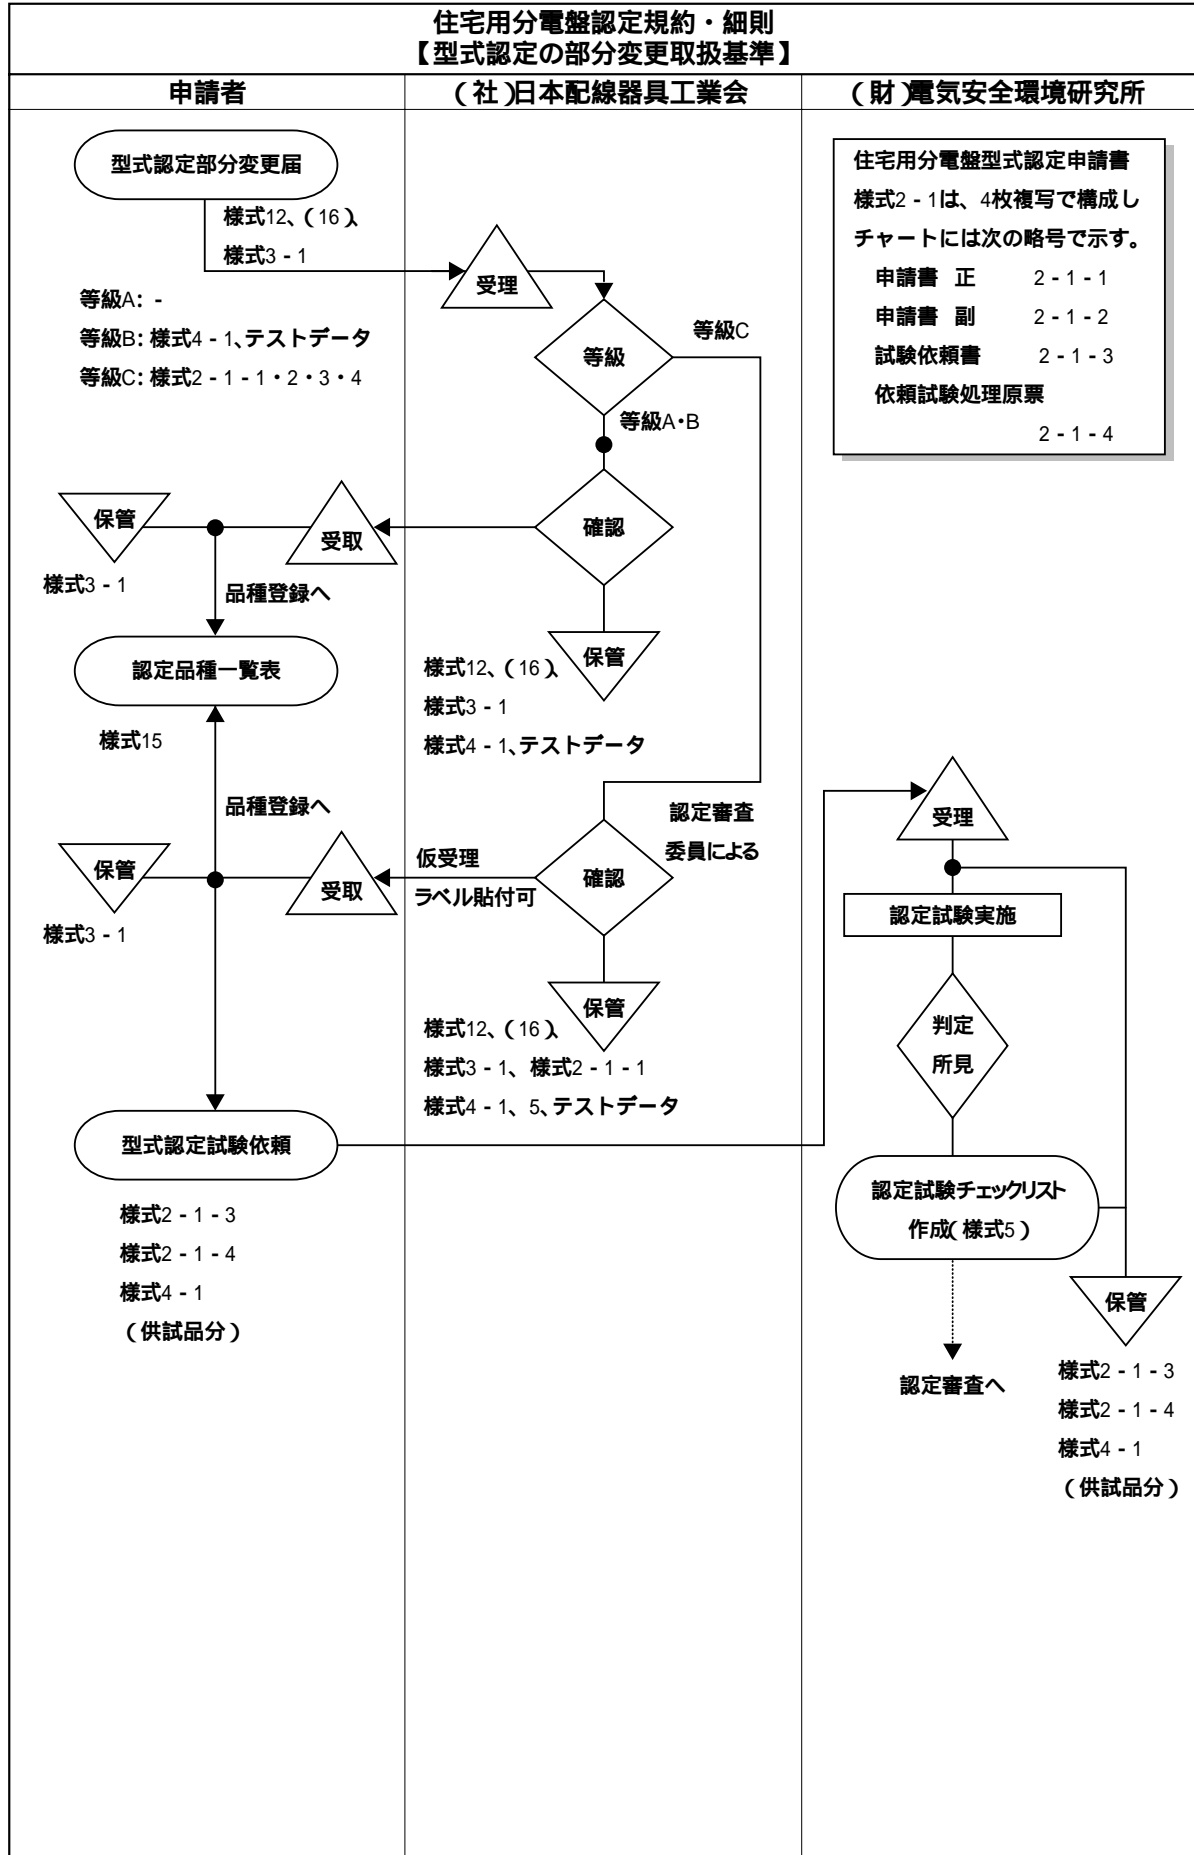 住宅用分電盤認定規約・細則
【型式認定の部分変更取扱基準】
申請者
(社)日本配線器具工業会
(財)電気安全環境研究所
型式認定部分変更届
様式12、(16)、
様式3-1
等級A:-
等級B:様式4-1、テストデータ
等級C:様式2-1-1・2・3・4
受理
等級
等級C
等級A・B
住宅用分電盤型式認定申請書
様式2-1は、4枚複写で構成し
チャートには次の略号で示す。
申請書 正 2-1-1
申請書 副 2-1-2
試験依頼書 2-1-3
依頼試験処理原票
2-1-4
保管
様式3-1
受取
確認
品種登録へ
認定品種一覧表
様式15
保管
様式12、(16)、
様式3-1
様式4-1、テストデータ
品種登録へ
保管
様式3-1
受取
仮受理
ラベル貼付可
確認
認定審査
委員による
保管
様式12、(16)、
様式3-1、様式2-1-1
様式4-1、5、テストデータ
型式認定試験依頼
様式2-1-3
様式2-1-4
様式4-1
(供試品分)
受理
認定試験実施
判定
所見
認定試験チェックリスト
作成(様式5)
認定審査へ
保管
様式2-1-3
様式2-1-4
様式4-1
(供試品分)